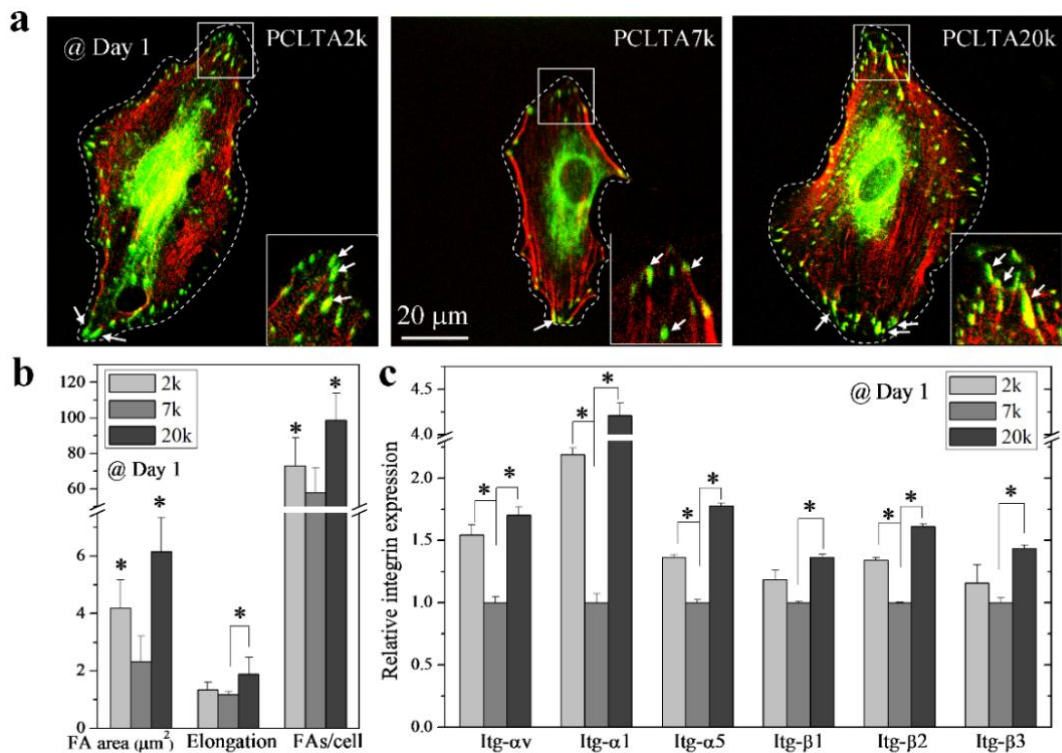 a
@ Day 1
PCLTA2k
PCLTA7k
PCLTA20k
20 μm
b
120
100
80
60
6
4
2
0
2k
7k
20k
@ Day 1
*
*
*
*
*
FA area (μm²)
Elongation
FAs/cell
c
Relative integrin expression
4.50
4.25
4.0
2.0
1.5
1.0
0.5
0.0
@ Day 1
2k
7k
20k
*
*
*
*
*
*
*
*
*
*
Itg-αv
Itg-α1
Itg-α5
Itg-β1
Itg-β2
Itg-β3